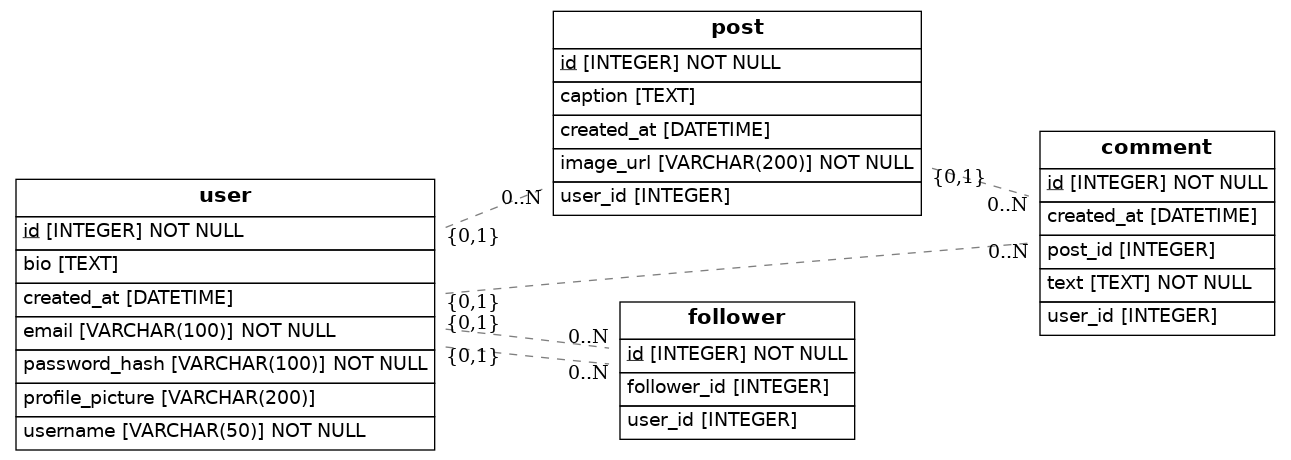 post
id [INTEGER] NOT NULL
caption [TEXT]
created_at [DATETIME]
image_url [VARCHAR(200)] NOT NULL
user_id [INTEGER]
comment
id [INTEGER] NOT NULL
created_at [DATETIME]
post_id [INTEGER]
text [TEXT] NOT NULL
user_id [INTEGER]
user
id [INTEGER] NOT NULL
bio [TEXT]
created_at [DATETIME]
email [VARCHAR(100)] NOT NULL
password_hash [VARCHAR(100)] NOT NULL
profile_picture [VARCHAR(200)]
username [VARCHAR(50)] NOT NULL
follower
id [INTEGER] NOT NULL
follower_id [INTEGER]
user_id [INTEGER]
0..N
{0,1}
{0,1}
0..N
0..N
{0,1}
{0,1}
0..N
{0,1}
0..N